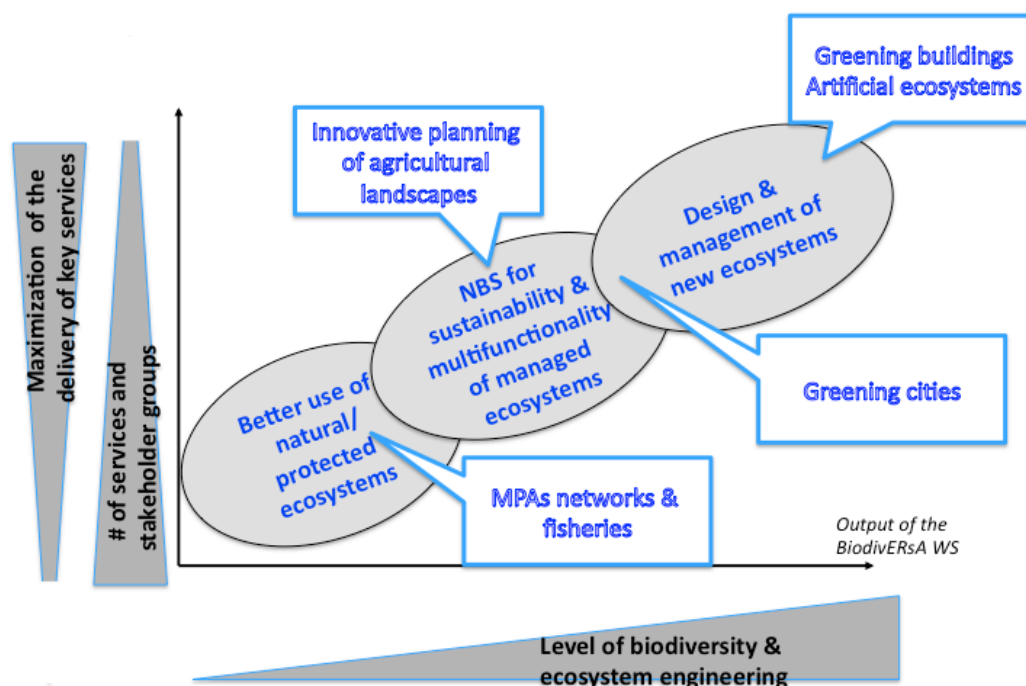 Greening buildings
Artificial ecosystems
Innovative planning
of agricultural
landscapes
Design &
management of
new ecosystems
NBS for
sustainability &
multifunctionality
of managed
ecosystems
Greening cities
Better use of
natural/
protected
ecosystems
MPAs networks &
fisheries
Maximization of the
delivery of key services
# of services and
stakeholder groups
Output of the
BiodivERsA WS
Level of biodiversity &
ecosystem engineering